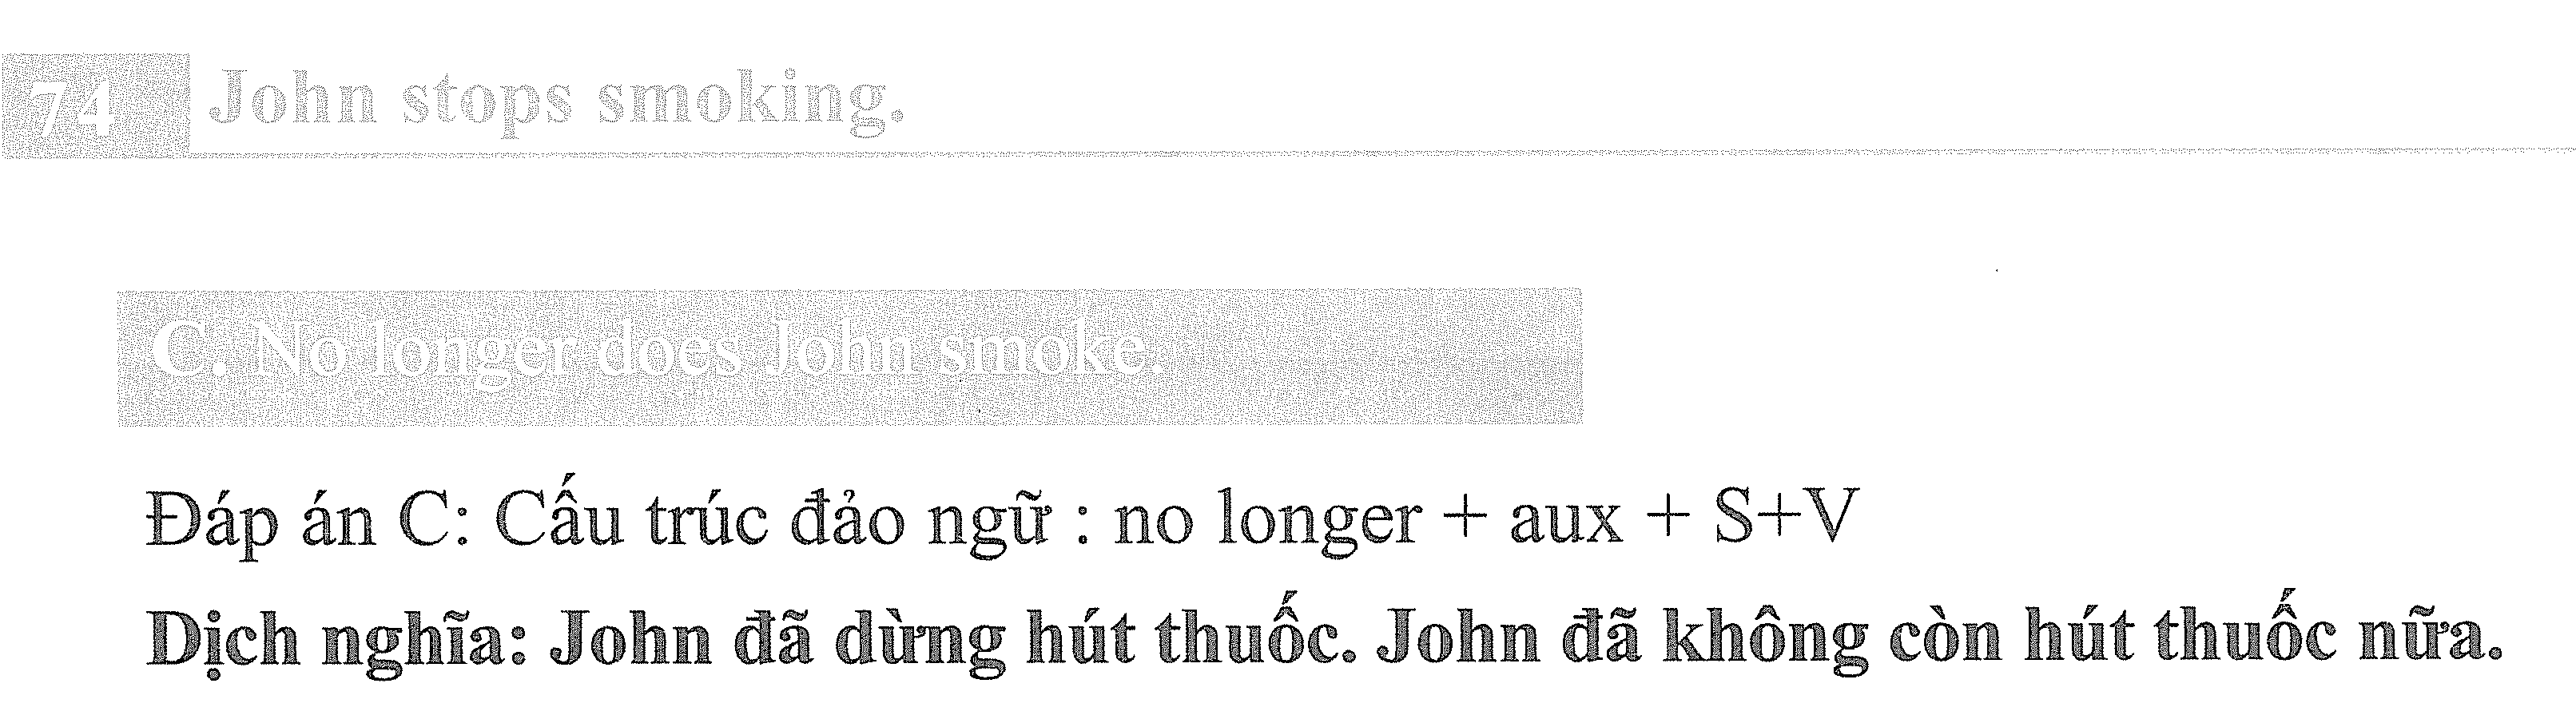 74 John stops smoking.
C. No longer does John smoke.
Đáp án C: Cấu trúc đảo ngữ : no longer + aux + S+V
Dịch nghĩa: John đã dừng hút thuốc. John đã không còn hút thuốc nữa.